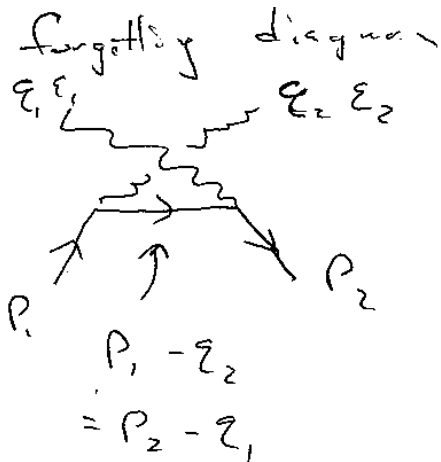 forgetting diagram
q₁ ε₁ q₂ ε₂
P₁ P₂
P₁ - q₂
= P₂ - q₁